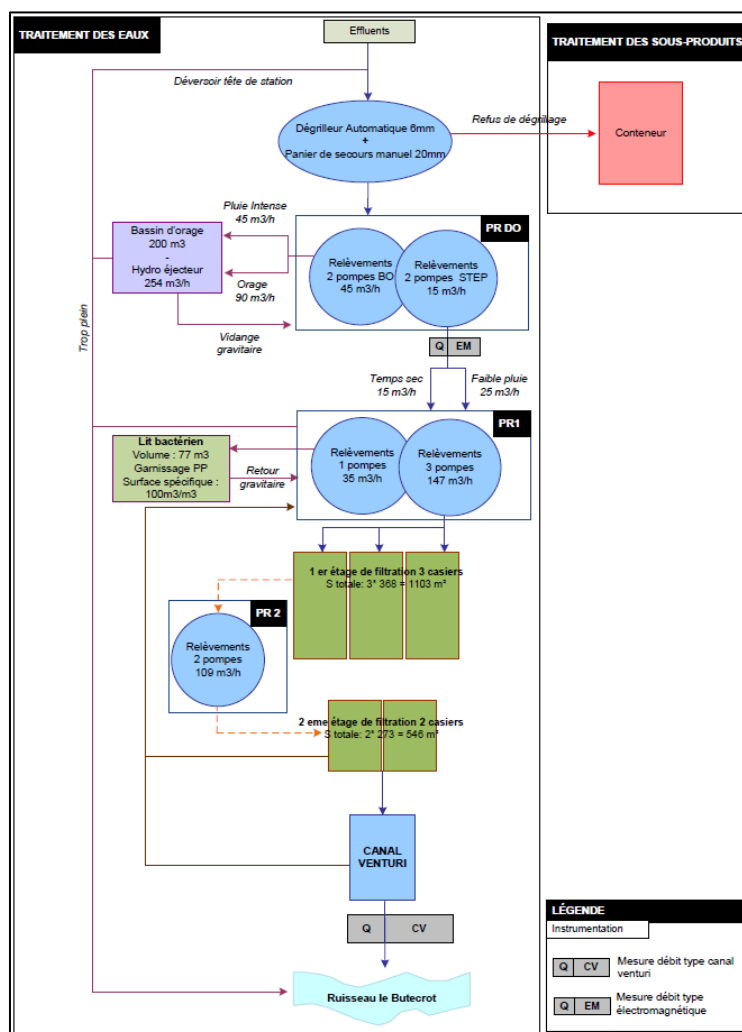 TRAITEMENT DES EAUX
Effluents
TRAITEMENT DES SOUS-PRODUITS
Déversoir tête de station
Dégrilleur Automatique 6mm
+
Panier de secours manuel 20mm
Refus de dégrillage
Conteneur
Pluie Intense
45 m3/h
PR DO
Bassin d'orage
200 m3
-
Hydro éjecteur
254 m3/h
Relèvements
2 pompes BO
45 m3/h
Relèvements
2 pompes STEP
15 m3/h
Orage
90 m3/h
Trop plein
Vidange
gravitaire
Q EM
Temps sec
15 m3/h
Faible pluie
25 m3/h
PR1
Lit bactérien
Volume : 77 m3
Garnissage PP
Surface spécifique :
100m3/m3
Retour
gravitaire
Relèvements
1 pompes
35 m3/h
Relèvements
3 pompes
147 m3/h
1 er étage de filtration 3 casiers
S totale: 3* 368 = 1103 m²
PR 2
Relèvements
2 pompes
109 m3/h
2 eme étage de filtration 2 casiers
S totale: 2* 273 = 546 m²
CANAL
VENTURI
Q CV
Ruisseau le Butecrot
LÉGENDE
Instrumentation
Q CV
Mesure débit type canal
venturi
Q EM
Mesure débit type
électromagnétique